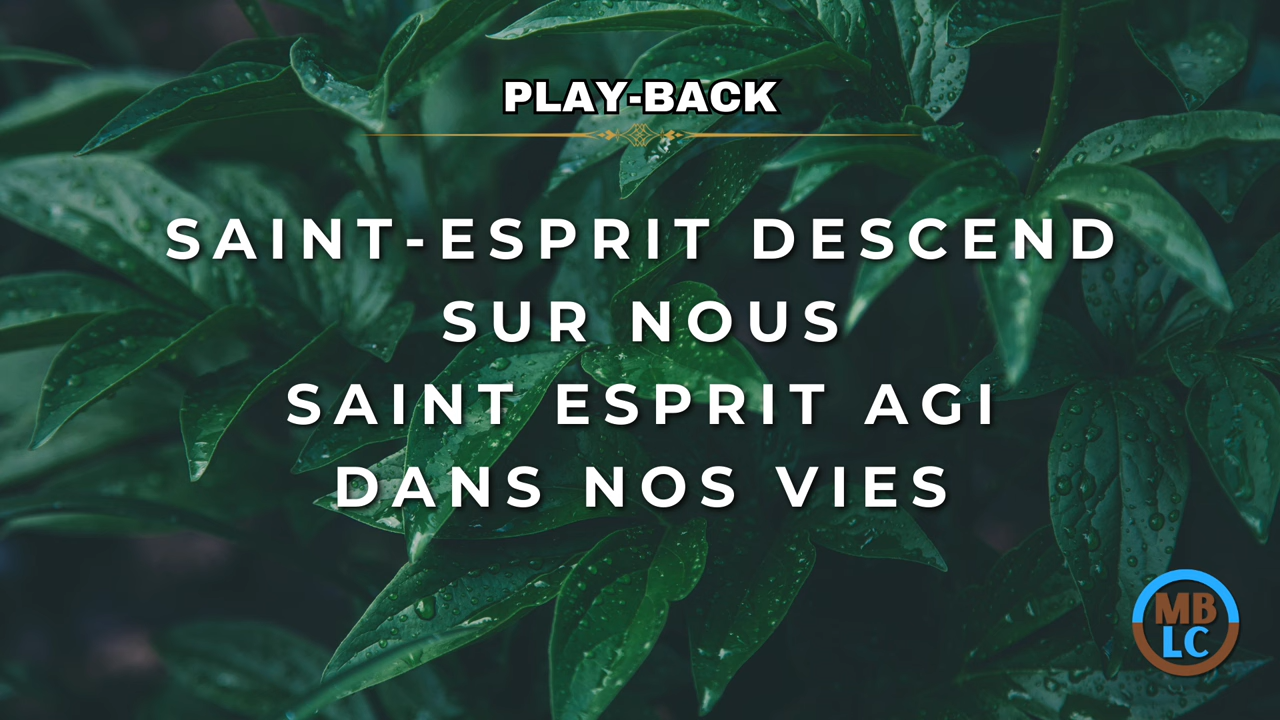 PLAY-BACK
SAINT-ESPRIT DESCEND
SUR NOUS
SAINT ESPRIT AGI
DANS NOS VIES
MB
LC